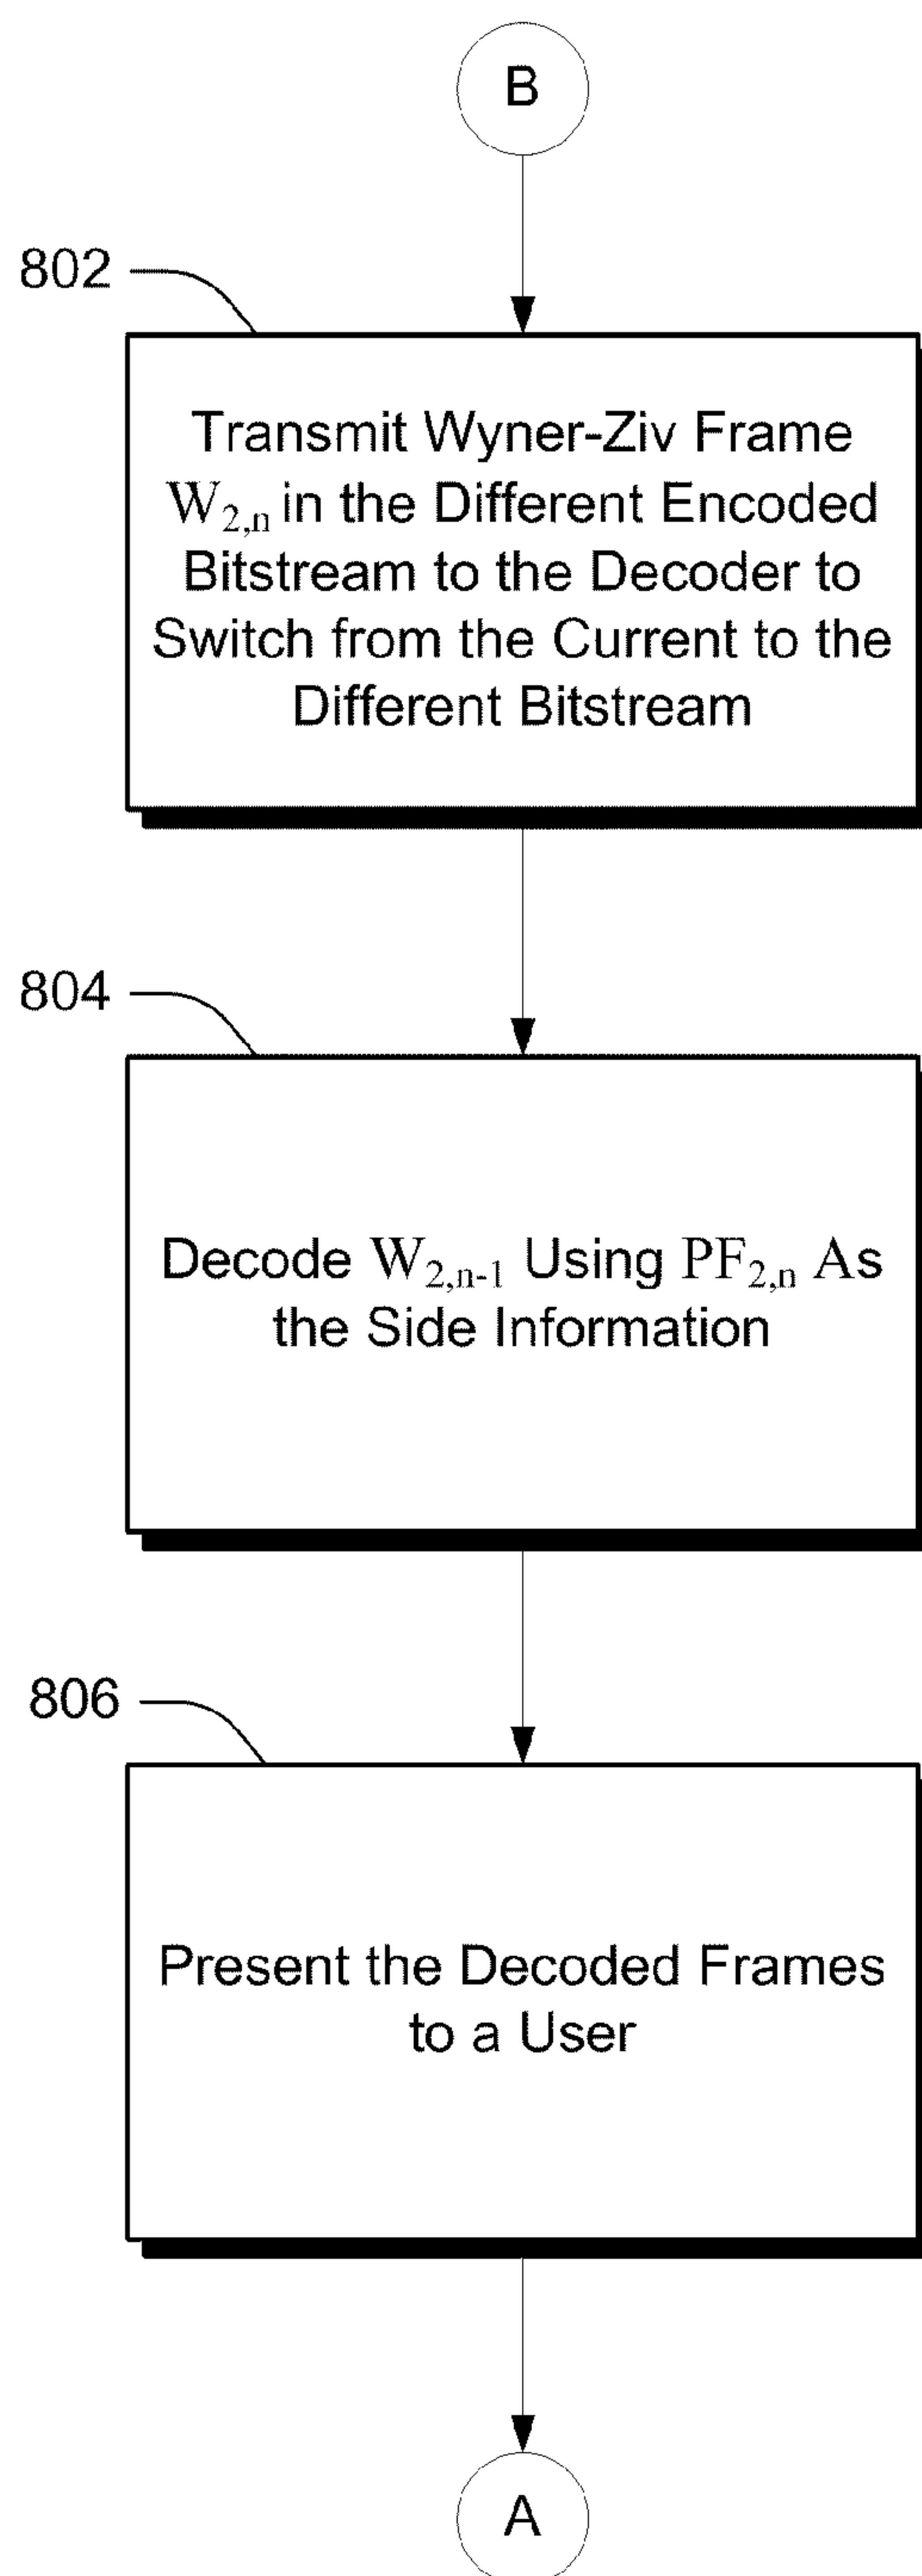 B
802
Transmit Wyner-Ziv Frame
W2,n in the Different Encoded
Bitstream to the Decoder to
Switch from the Current to the
Different Bitstream
804
Decode W2,n-1 Using PF2,n As
the Side Information
806
Present the Decoded Frames
to a User
A